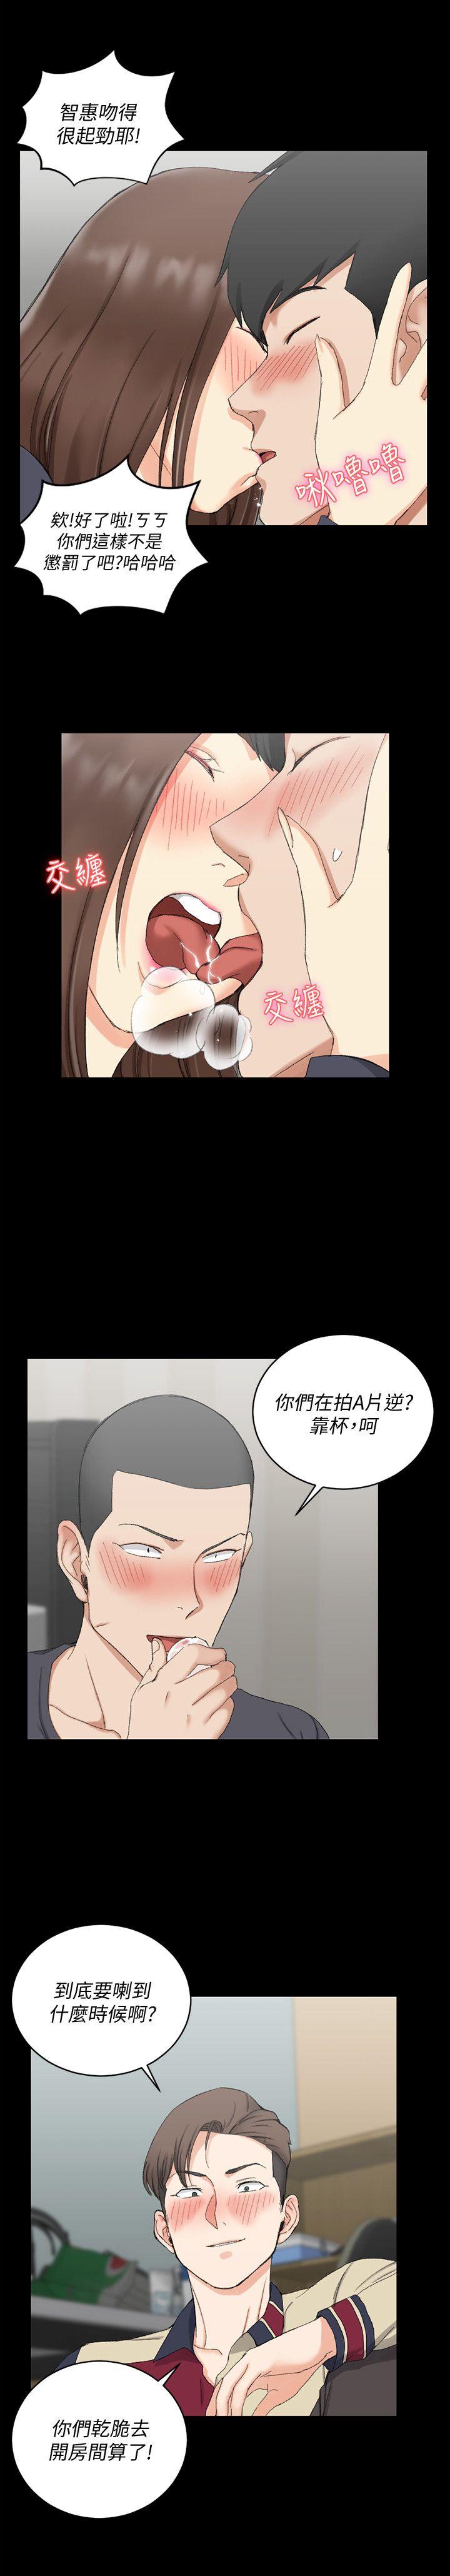 智惠吻得
很起勁耶!
啾嚕嚕
欸!好了啦!ㄎㄎ
你們這樣不是
懲罰了吧?哈哈哈
交纏
交纏
你們在拍A片逆?
靠杯,呵
到底要喇到
什麼時候啊?
你們乾脆去
開房間算了!